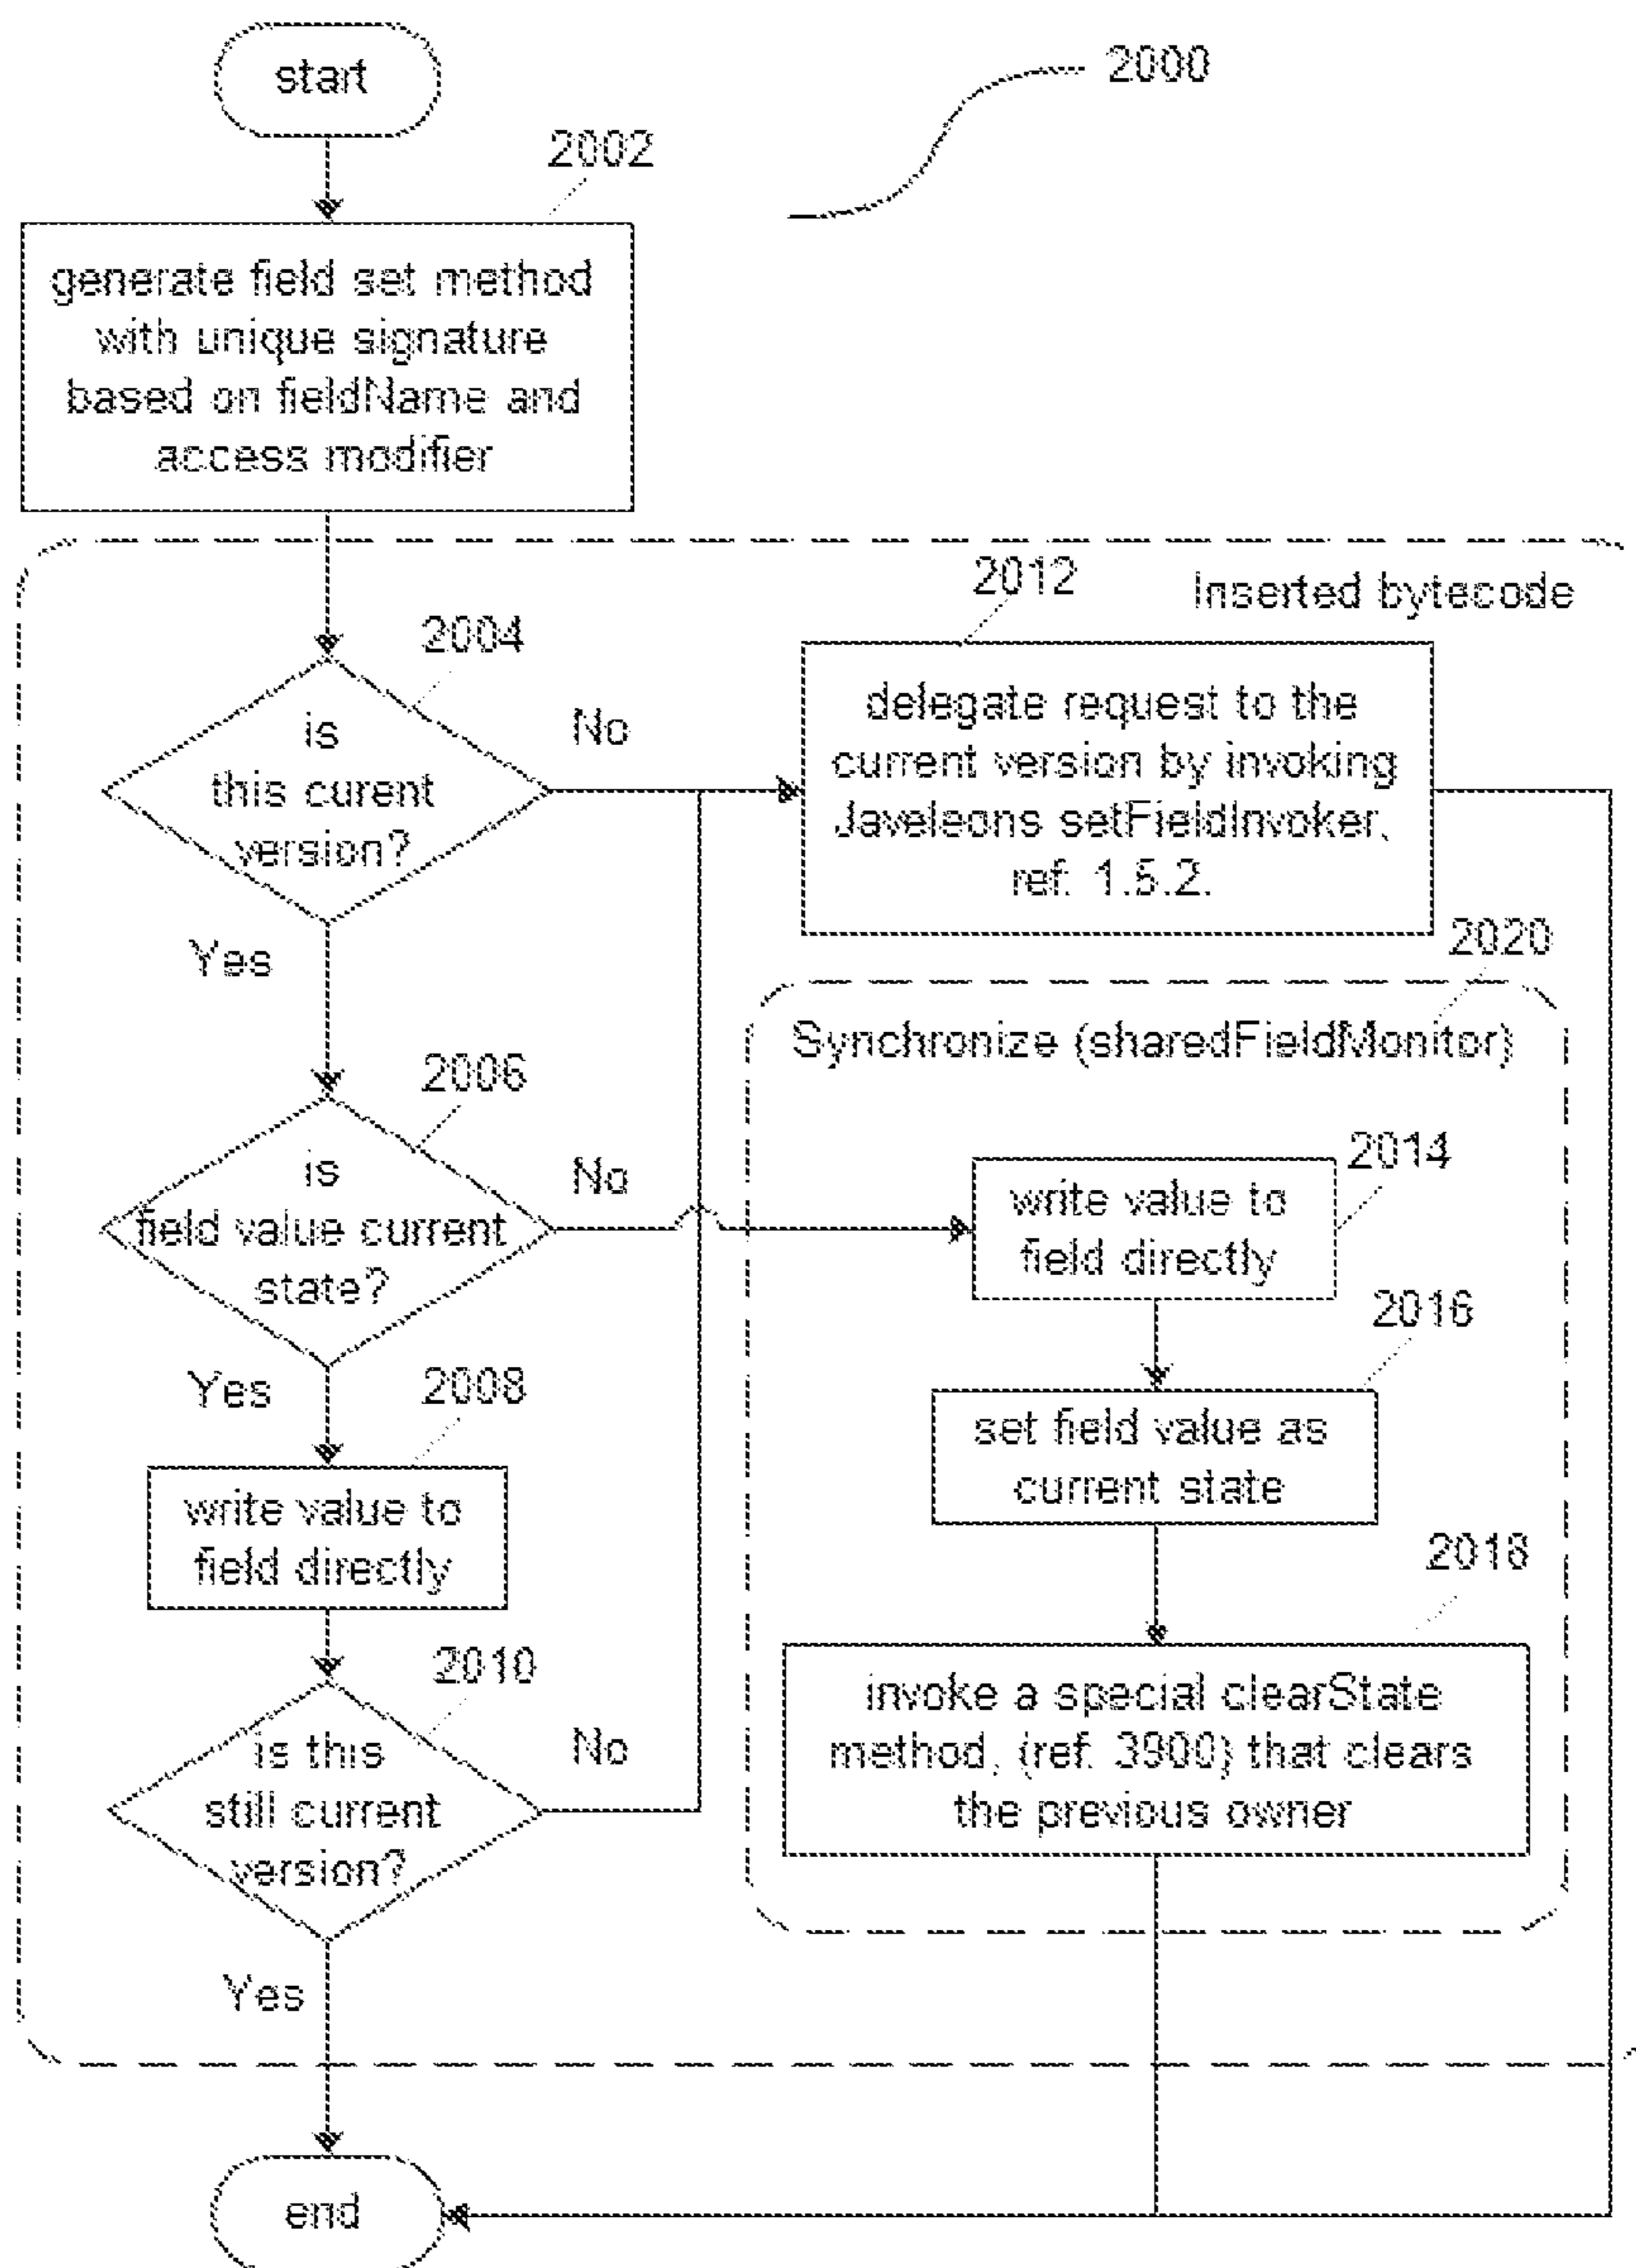 start
2000
2002
generate field set method
with unique signature
based on fieldName and
access modifier
Inserted bytecode
2004
is
this curent
version?
No
Yes
2012
delegate request to the
current version by invoking
Javeleons setFieldInvoker,
ref: 1.5.2.
2020
Synchronize (sharedFieldMonitor)
2006
is
field value current
state?
No
Yes
2014
write value to
field directly
2016
set field value as
current state
2008
write value to
field directly
2018
invoke a special clearState
method, (ref. 3900) that clears
the previous owner
2010
is this
still current
version?
No
Yes
end